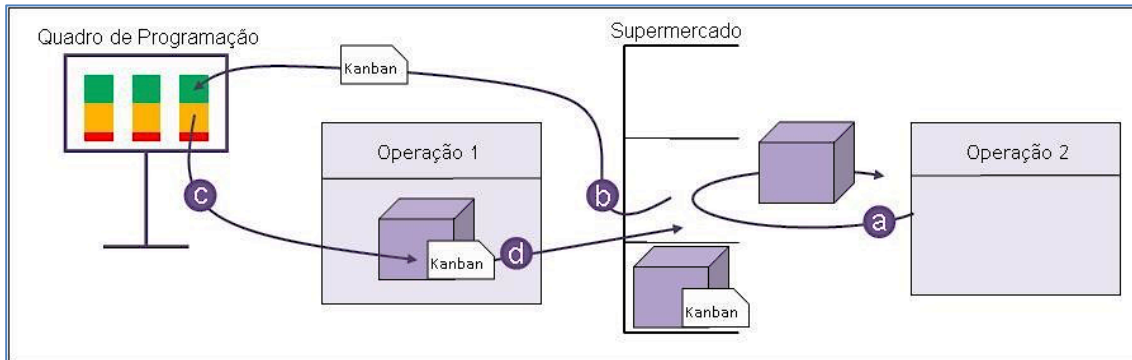 Supermercado
Quadro de Programação
Kanban
Operação 1
Operação 2
c
b
a
Kanban
d
Kanban